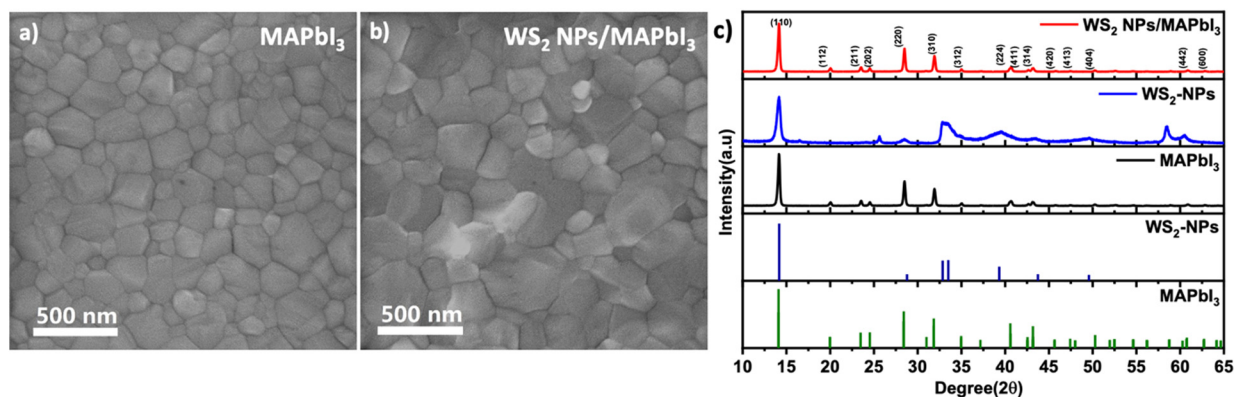 a)
MAPbI₃
500 nm
b)
WS₂ NPs/MAPbI₃
500 nm
c)
WS₂ NPs/MAPbI₃
(110)
(112)
(211)
(202)
(220)
(310)
(312)
(224)
(411)
(314)
(420)
(413)
(404)
(442)
(600)
WS₂-NPs
MAPbI₃
WS₂-NPs
MAPbI₃
Intensity(a.u)
10 15 20 25 30 35 40 45 50 55 60 65
Degree(2θ)